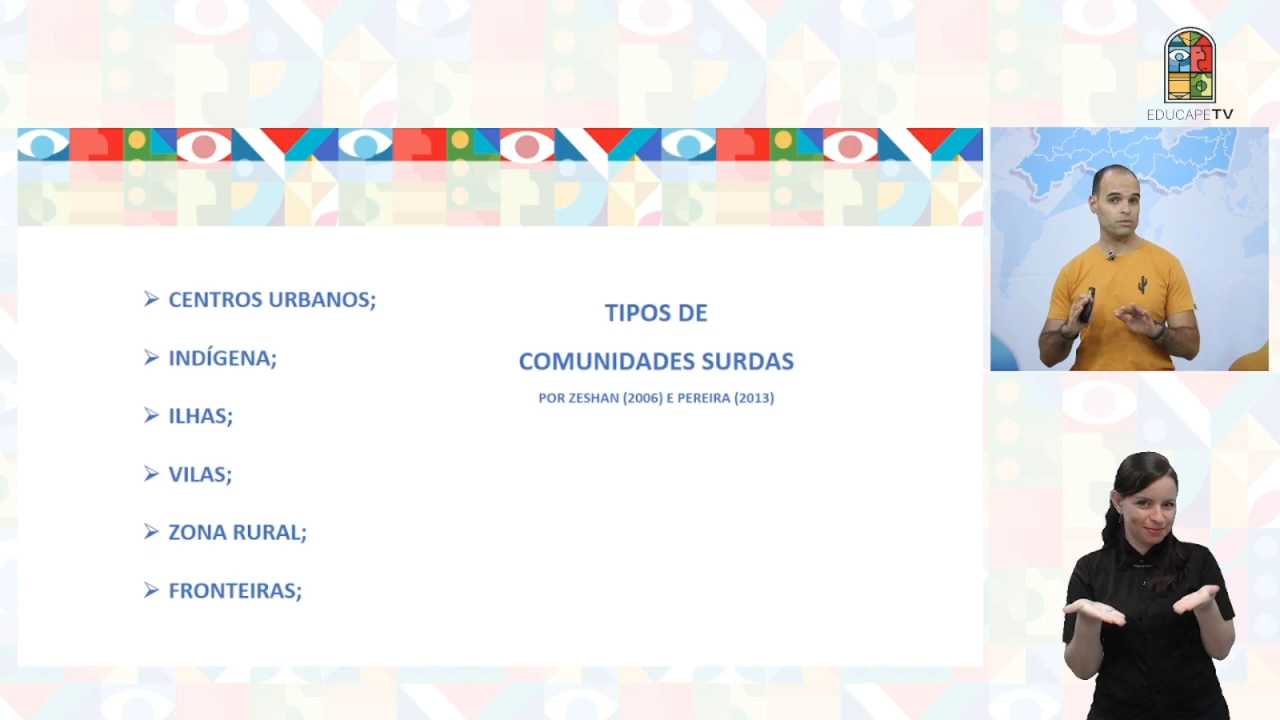 EDUCAPETV
CENTROS URBANOS;
INDÍGENA;
ILHAS;
VILAS;
ZONA RURAL;
FRONTEIRAS;
TIPOS DE
COMUNIDADES SURDAS
POR ZESHAN (2006) E PEREIRA (2013)